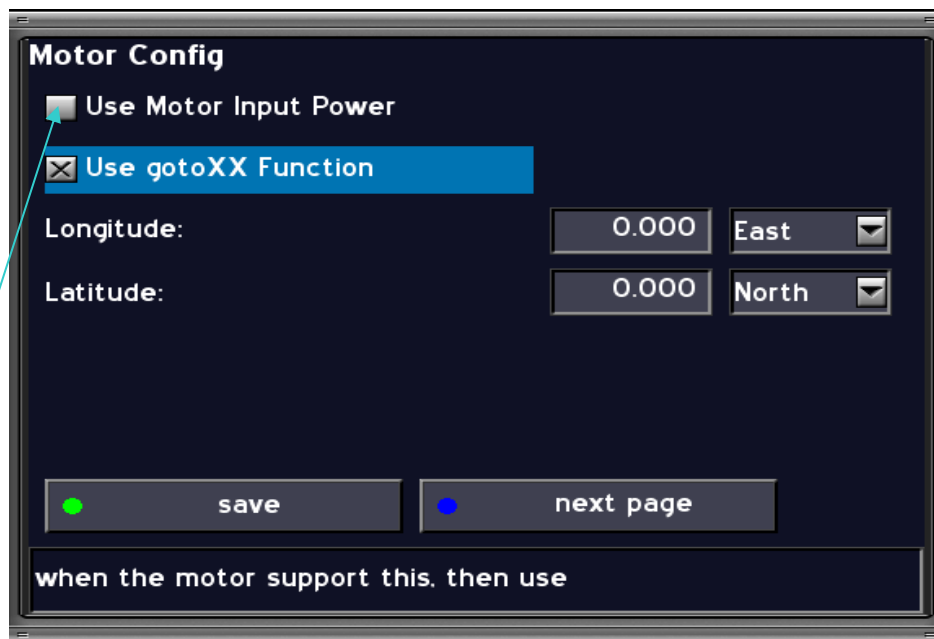 Motor Config
Use Motor Input Power
Use gotoXX Function
Longitude: 0.000 East
Latitude: 0.000 North
save next page
when the motor support this, then use